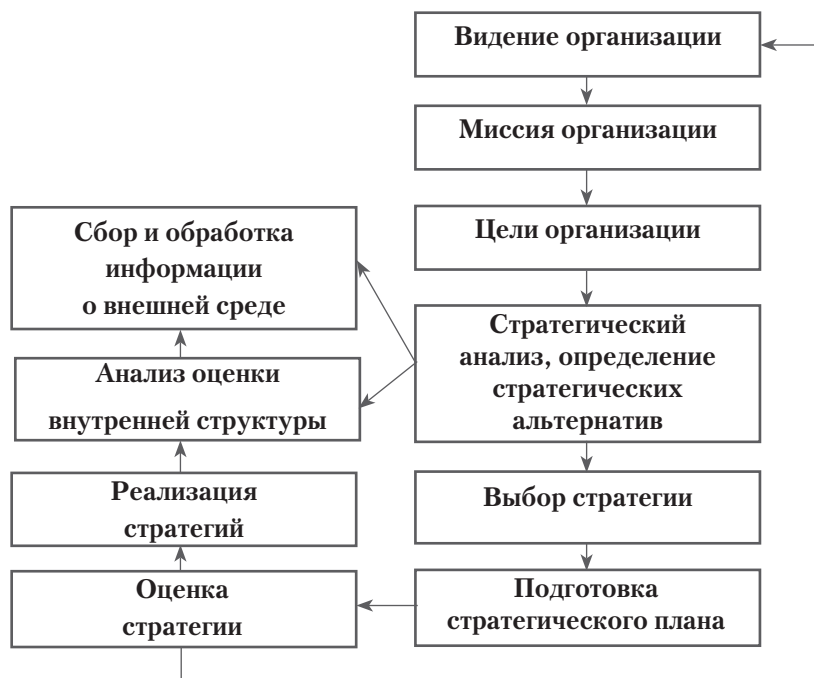 Видение организации
Миссия организации
Цели организации
Сбор и обработка
информации
о внешней среде
Стратегический
анализ, определение
стратегических
альтернатив
Анализ оценки
внутренней структуры
Выбор стратегии
Реализация
стратегий
Подготовка
стратегического плана
Оценка
стратегии